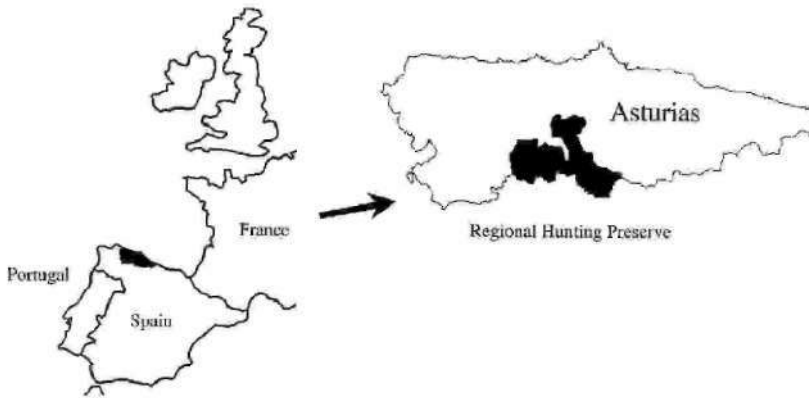 Asturias
France
Regional Hunting Preserve
Portugal
Spain